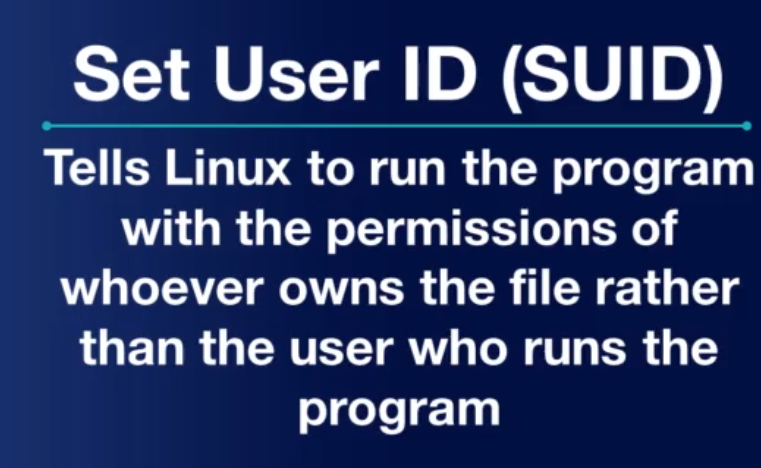 Set User ID (SUID)
Tells Linux to run the program
with the permissions of
whoever owns the file rather
than the user who runs the
program